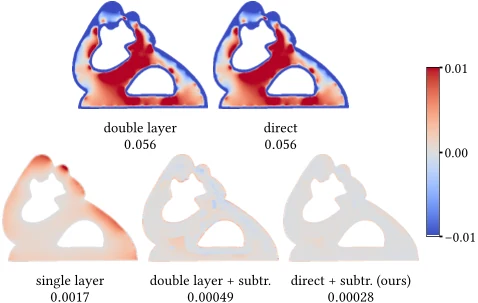 double layer
0.056
direct
0.056
0.01
0.00
−0.01
single layer
0.0017
double layer + subtr.
0.00049
direct + subtr. (ours)
0.00028